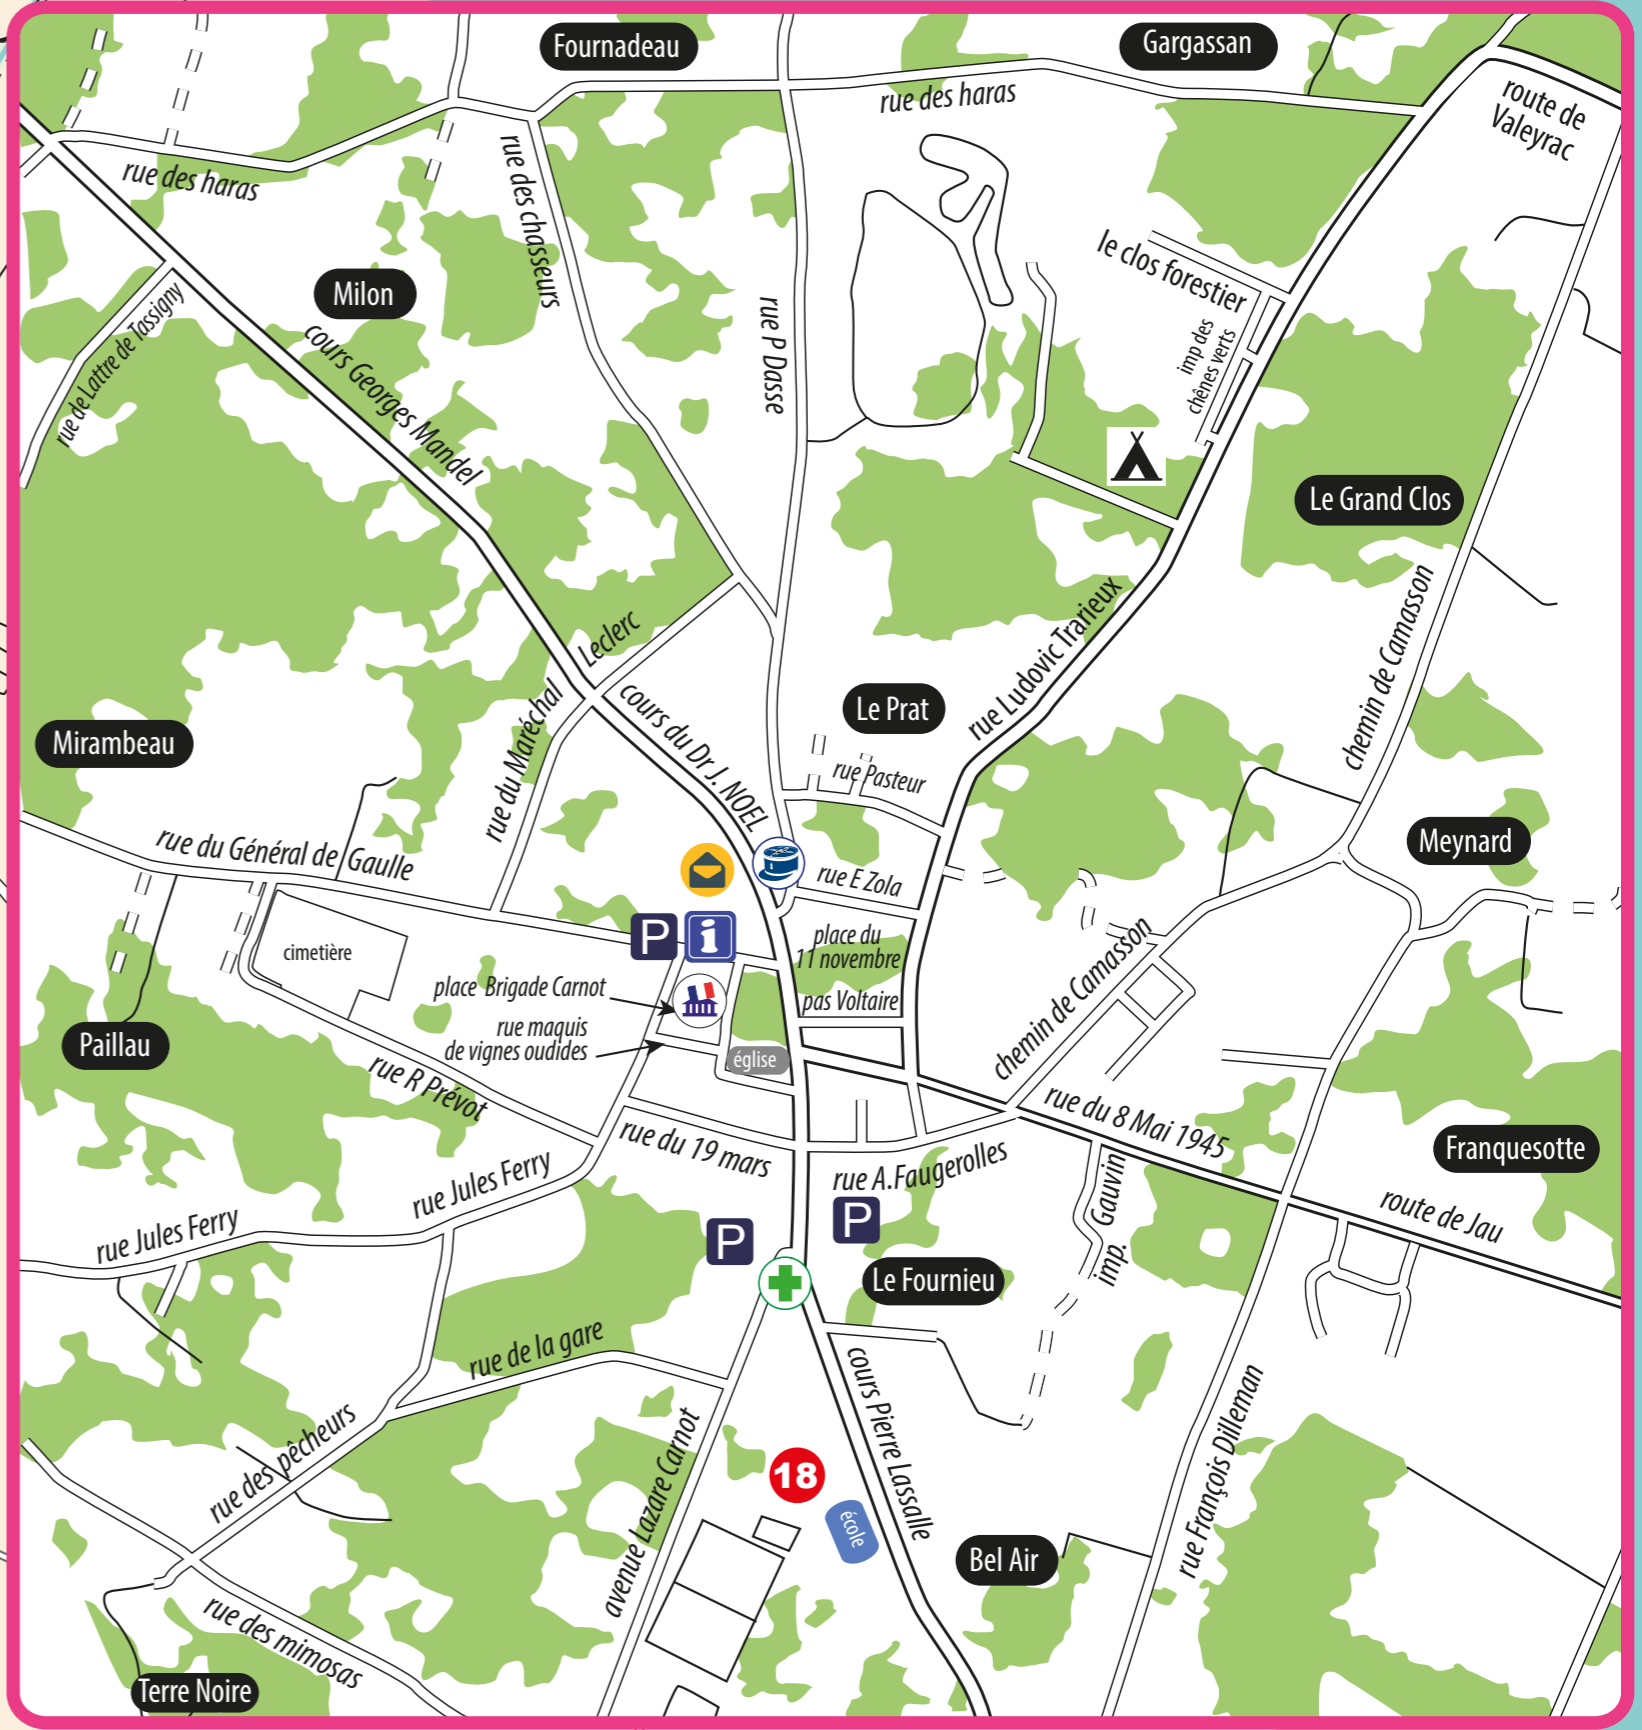 Fournadeau
Gargassan
rue des haras
route de
Valeyrac
rue des haras
rue des chasseurs
le clos forestier
Milon
rue P Dasse
imp des
chênes verts
rue de Lattre de Tassigny
cours Georges Mandel
Le Grand Clos
chemin de Camasson
Leclerc
rue Ludovic Trarieux
rue du Maréchal
cours du Dr J. NOEL
Le Prat
Mirambeau
rue Pasteur
rue du Général de Gaulle
Meynard
rue E Zola
P
i
place du
11 novembre
cimetière
place Brigade Carnot
pas Voltaire
chemin de Camasson
rue maquis
de vignes oudides
Paillau
église
rue R Prévot
rue du 8 Mai 1945
rue du 19 mars
Franquesotte
rue A.Faugerolles
rue Jules Ferry
imp. Gauvin
route de Jau
rue Jules Ferry
P
P
Le Fournieu
rue de la gare
cours Pierre Lassalle
rue des pêcheurs
avenue Lazare Carnot
rue François Dilleman
18
école
Bel Air
rue des mimosas
Terre Noire